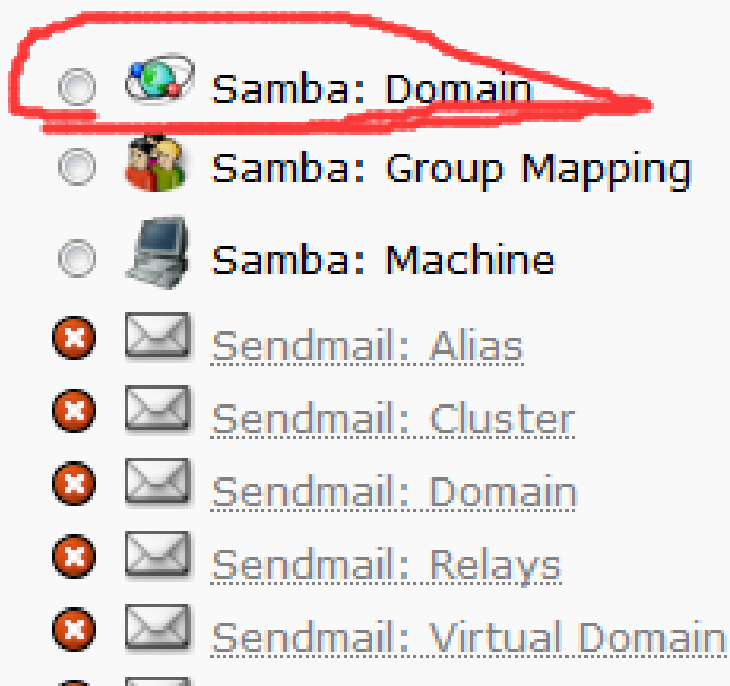 Samba: Domain
Samba: Group Mapping
Samba: Machine
Sendmail: Alias
Sendmail: Cluster
Sendmail: Domain
Sendmail: Relays
Sendmail: Virtual Domain